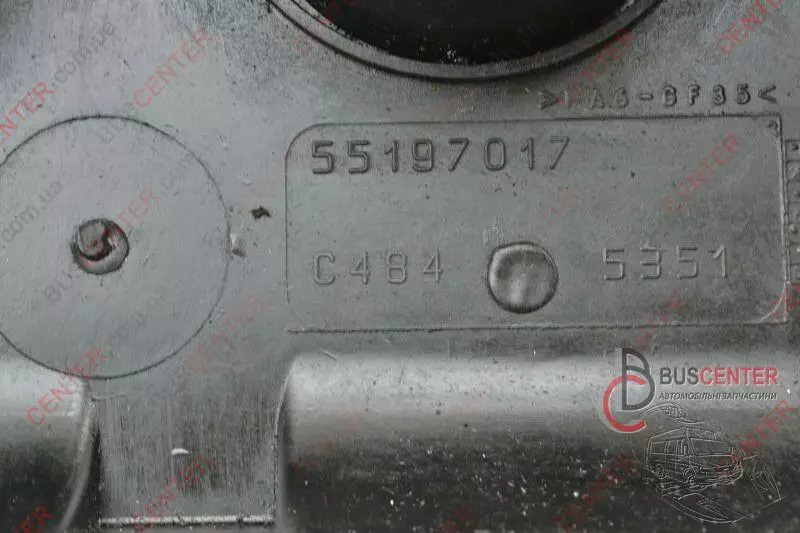 >PA6-GF35<
55197017
C484 5351
BUSCENTER
АВТОМОБІЛЬНІ ЗАПЧАСТИНИ